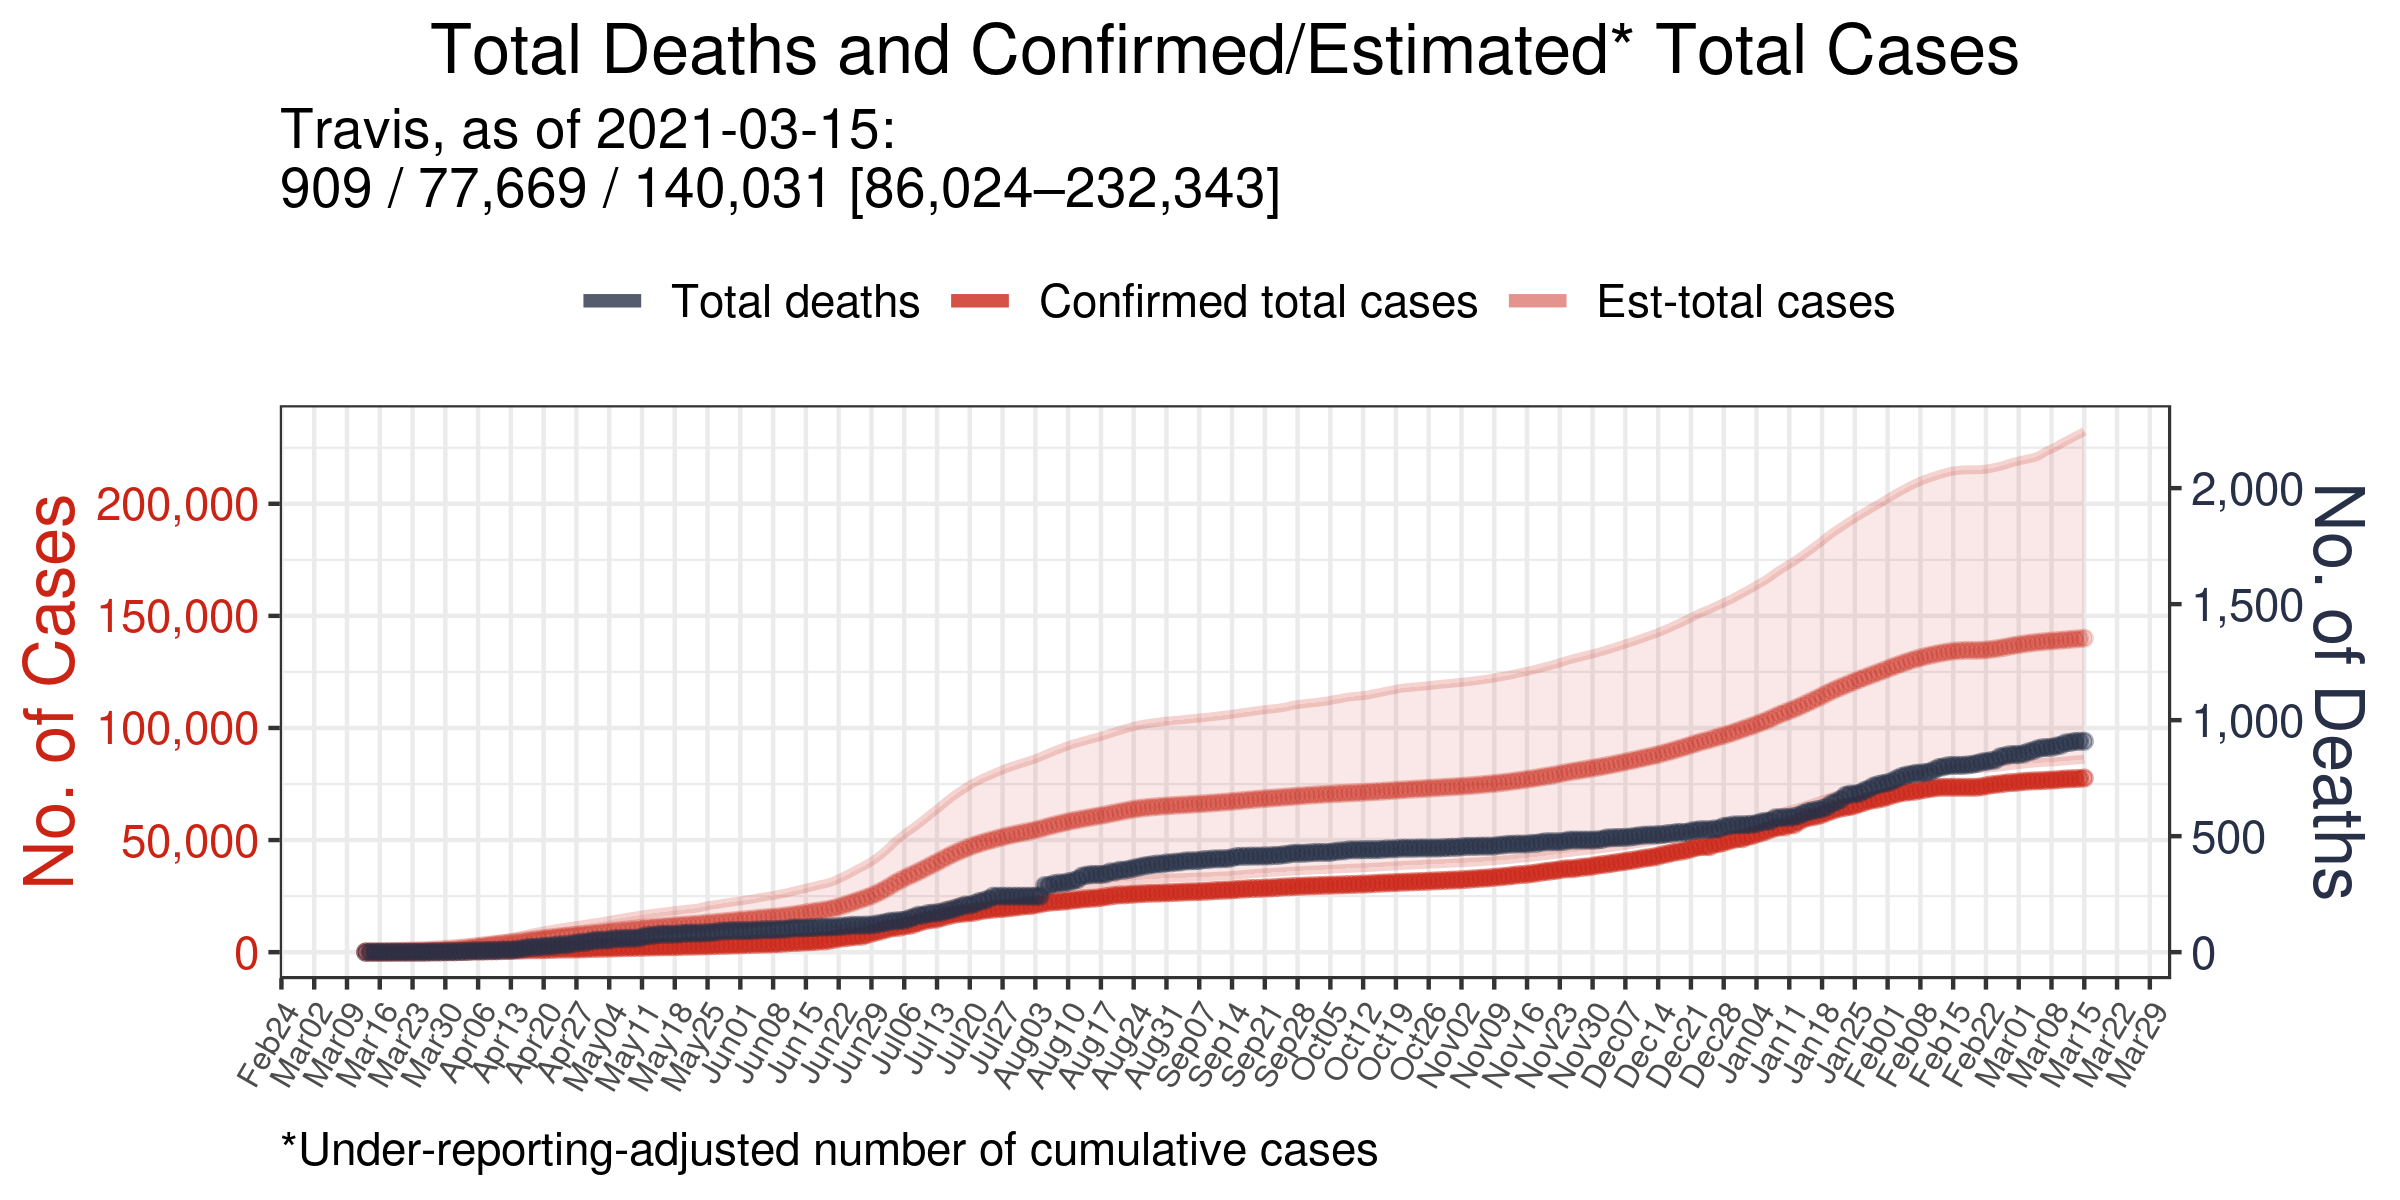 Total Deaths and Confirmed/Estimated* Total Cases
Travis, as of 2021-03-15:
909 / 77,669 / 140,031 [86,024–232,343]
Total deaths
Confirmed total cases
Est-total cases
No. of Cases
200,000
150,000
100,000
50,000
0
2,000
1,500
1,000
500
0
No. of Deaths
Feb24
Mar02
Mar09
Mar16
Mar23
Mar30
Apr06
Apr13
Apr20
Apr27
May04
May11
May18
May25
Jun01
Jun08
Jun15
Jun22
Jun29
Jul06
Jul13
Jul20
Jul27
Aug03
Aug10
Aug17
Aug24
Aug31
Sep07
Sep14
Sep21
Sep28
Oct05
Oct12
Oct19
Oct26
Nov02
Nov09
Nov16
Nov23
Nov30
Dec07
Dec14
Dec21
Dec28
Jan04
Jan11
Jan18
Jan25
Feb01
Feb08
Feb15
Feb22
Mar01
Mar08
Mar15
Mar22
Mar29
*Under-reporting-adjusted number of cumulative cases